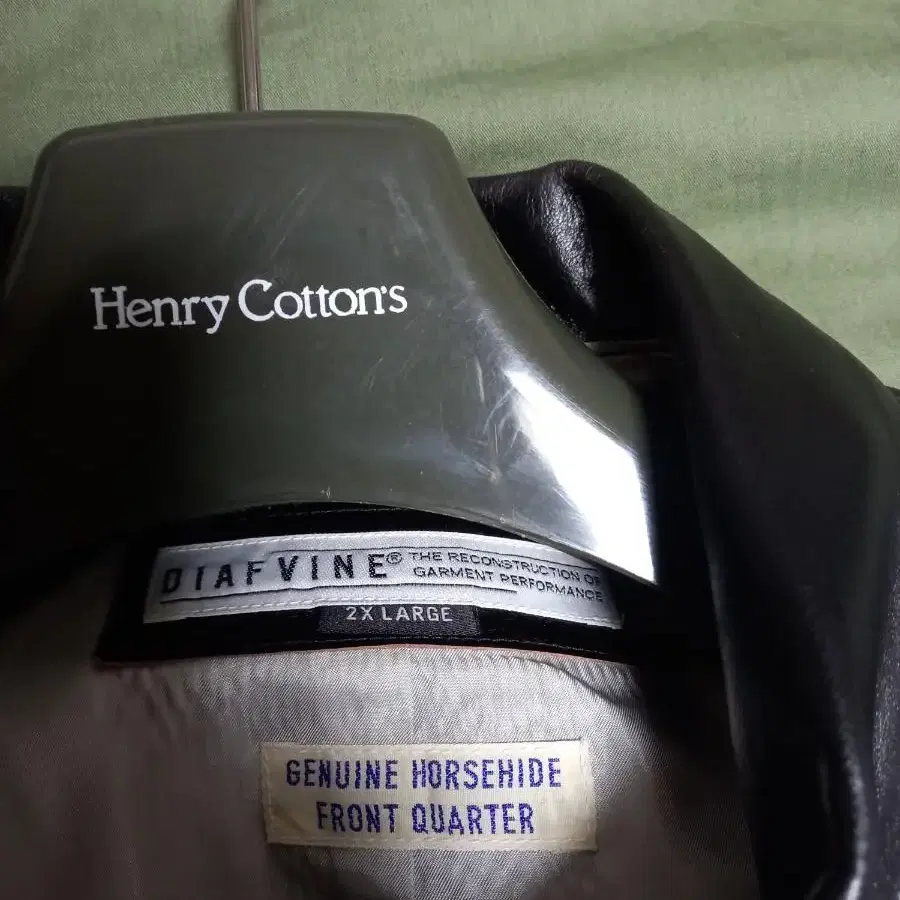 Henry Cotton's
DIAFVINE® THE RECONSTRUCTION OF
GARMENT PERFORMANCE
2X LARGE
GENUINE HORSEHIDE
FRONT QUARTER